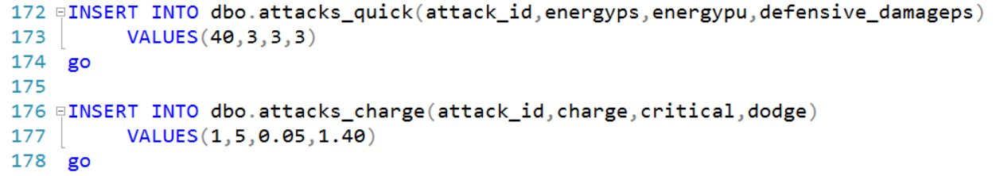 172 INSERT INTO dbo.attacks_quick(attack_id,energyps,energypu,defensive_damageps)
173 VALUES(40,3,3,3)
174 go
175
176 INSERT INTO dbo.attacks_charge(attack_id,charge,critical,dodge)
177 VALUES(1,5,0.05,1.40)
178 go